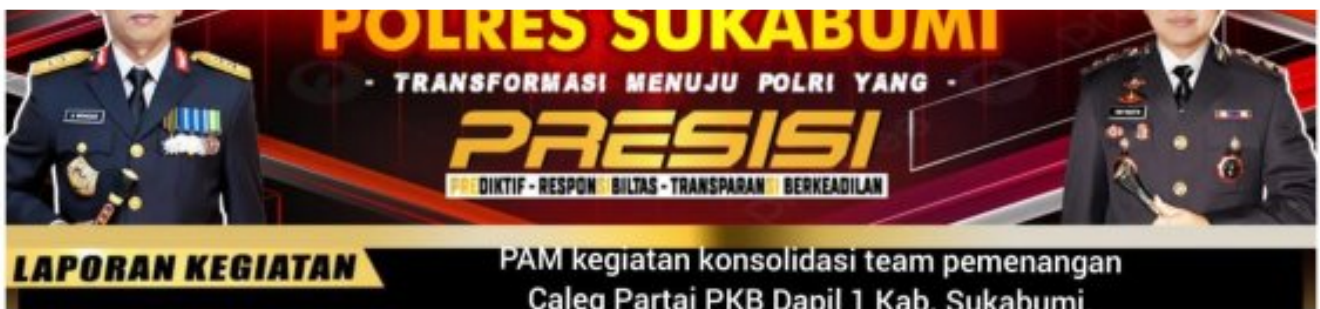 POLRES SUKABUMI
- TRANSFORMASI MENUJU POLRI YANG -
PRESISI
PREDIKTIF - RESPONSIBILTAS - TRANSPARANSI BERKEADILAN
LAPORAN KEGIATAN
PAM kegiatan konsolidasi team pemenangan
Caleg Partai PKB Dapil 1 Kab. Sukabumi